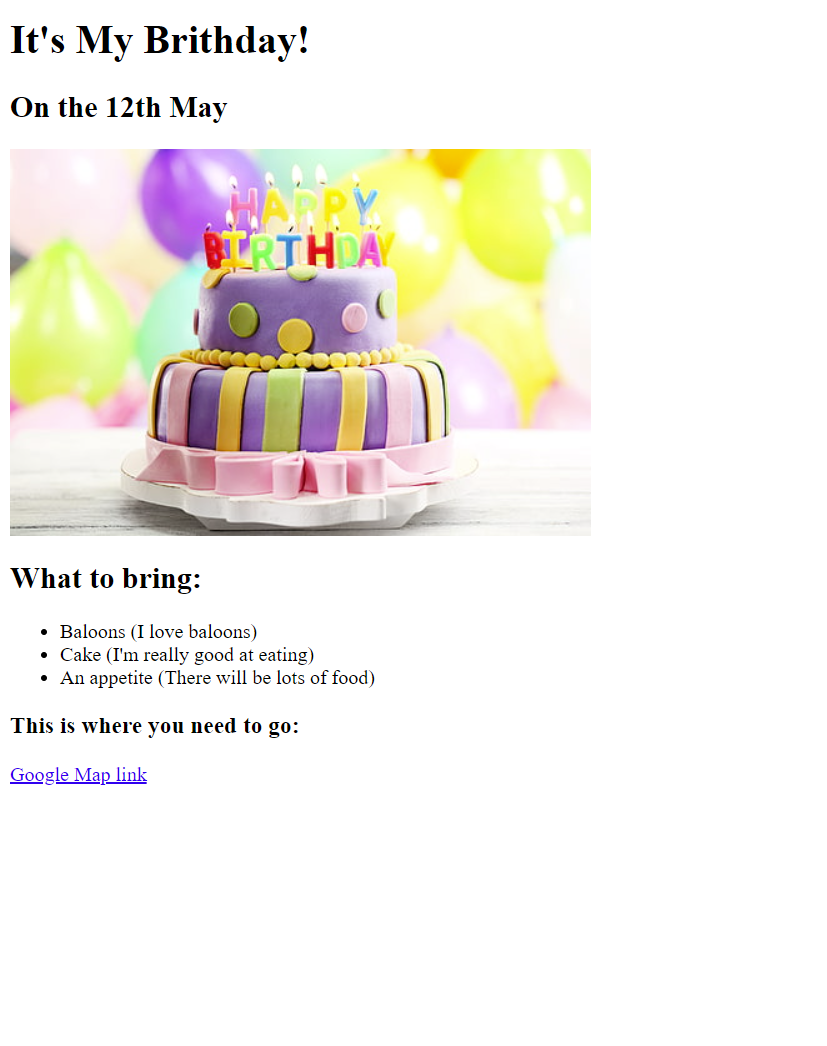 It's My Brithday!
On the 12th May
HAPPY
BIRTHDAY
What to bring:
Baloons (I love baloons)
Cake (I'm really good at eating)
An appetite (There will be lots of food)
This is where you need to go:
Google Map link